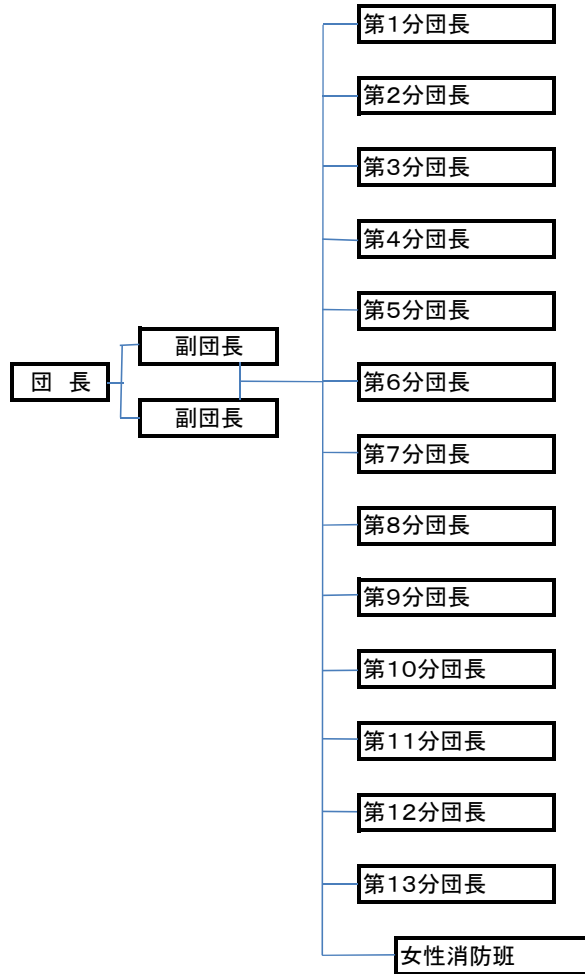 団　長
副団長
副団長
第1分団長
第2分団長
第3分団長
第4分団長
第5分団長
第6分団長
第7分団長
第8分団長
第9分団長
第10分団長
第11分団長
第12分団長
第13分団長
女性消防班